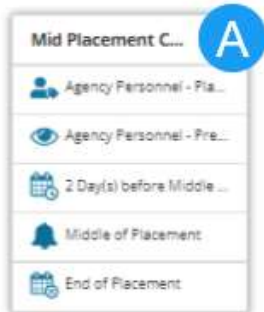 Mid Placement C...
A
Agency Personnel - Pla...
Agency Personnel - Pre...
2 Day(s) before Middle ...
Middle of Placement
End of Placement